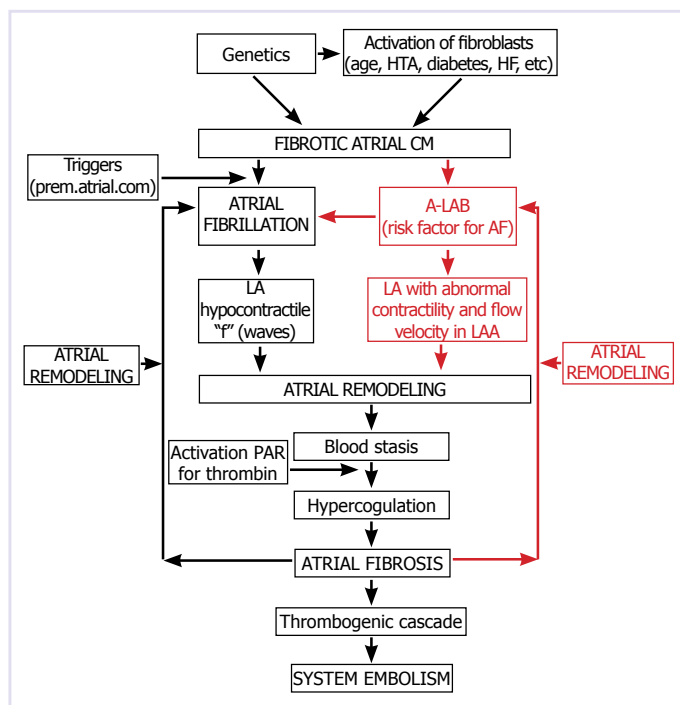 Genetics
Activation of fibroblasts
(age, HTA, diabetes, HF, etc)
FIBROTIC ATRIAL CM
Triggers
(prem.atrial.com)
ATRIAL
FIBRILLATION
A-LAB
(risk factor for AF)
LA
hypocontractile
“f” (waves)
LA with abnormal
contractility and flow
velocity in LAA
ATRIAL
REMODELING
ATRIAL
REMODELING
ATRIAL REMODELING
Blood stasis
Activation PAR
for thrombin
Hypercogulation
ATRIAL FIBROSIS
Thrombogenic cascade
SYSTEM EMBOLISM